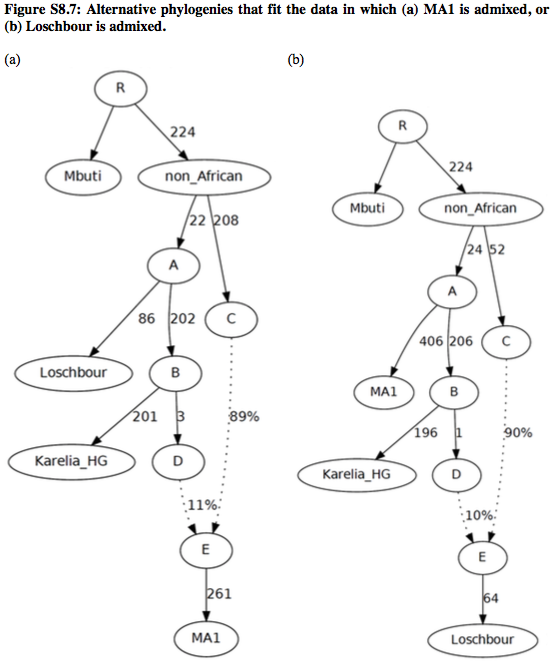 Figure S8.7: Alternative phylogenies that fit the data in which (a) MA1 is admixed, or
(b) Loschbour is admixed.
(a)
R
224
Mbuti
non_African
22
208
A
86
202
C
Loschbour
B
201
3
89%
Karelia_HG
D
11%
E
261
MA1
(b)
R
224
Mbuti
non_African
24
52
A
406
206
C
MA1
B
196
1
90%
Karelia_HG
D
10%
E
64
Loschbour